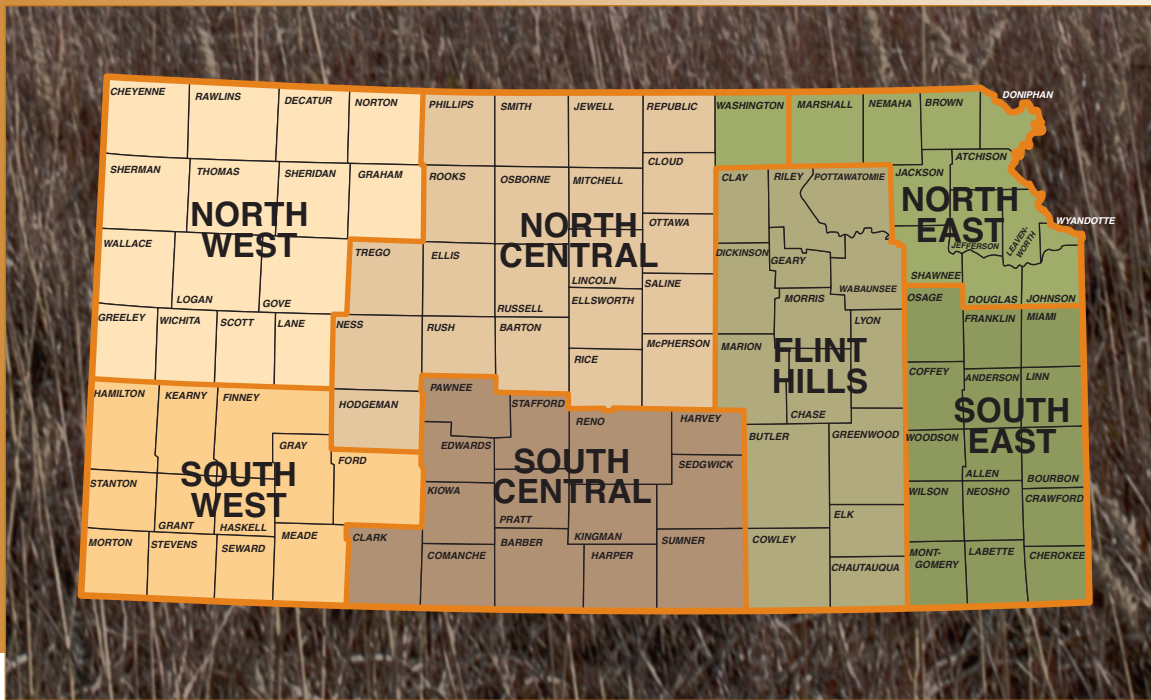 CHEYENNE
RAWLINS
DECATUR
NORTON
PHILLIPS
SMITH
JEWELL
REPUBLIC
WASHINGTON
MARSHALL
NEMAHA
BROWN
DONIPHAN
SHERMAN
THOMAS
SHERIDAN
GRAHAM
ROOKS
OSBORNE
MITCHELL
CLOUD
CLAY
RILEY
POTTAWATOMIE
JACKSON
ATCHISON
NORTH
WEST
NORTH
CENTRAL
NORTH
EAST
WYANDOTTE
WALLACE
LOGAN
GOVE
TREGO
ELLIS
RUSSELL
LINCOLN
OTTAWA
DICKINSON
GEARY
WABAUNSEE
SHAWNEE
JEFFERSON
LEAVEN-
WORTH
DOUGLAS
JOHNSON
GREELEY
WICHITA
SCOTT
LANE
NESS
RUSH
BARTON
ELLSWORTH
SALINE
RICE
McPHERSON
MARION
MORRIS
LYON
CHASE
FLINT
HILLS
OSAGE
FRANKLIN
MIAMI
COFFEY
ANDERSON
LINN
SOUTH
EAST
HAMILTON
KEARNY
FINNEY
HODGEMAN
PAWNEE
STAFFORD
RENO
HARVEY
BUTLER
GREENWOOD
WOODSON
ALLEN
BOURBON
GRAY
FORD
EDWARDS
SEDGWICK
SOUTH
WEST
SOUTH
CENTRAL
STANTON
GRANT
HASKELL
KIOWA
PRATT
KINGMAN
ELK
WILSON
NEOSHO
CRAWFORD
MORTON
STEVENS
SEWARD
MEADE
CLARK
COMANCHE
BARBER
HARPER
SUMNER
COWLEY
CHAUTAUQUA
MONT-
GOMERY
LABETTE
CHEROKEE